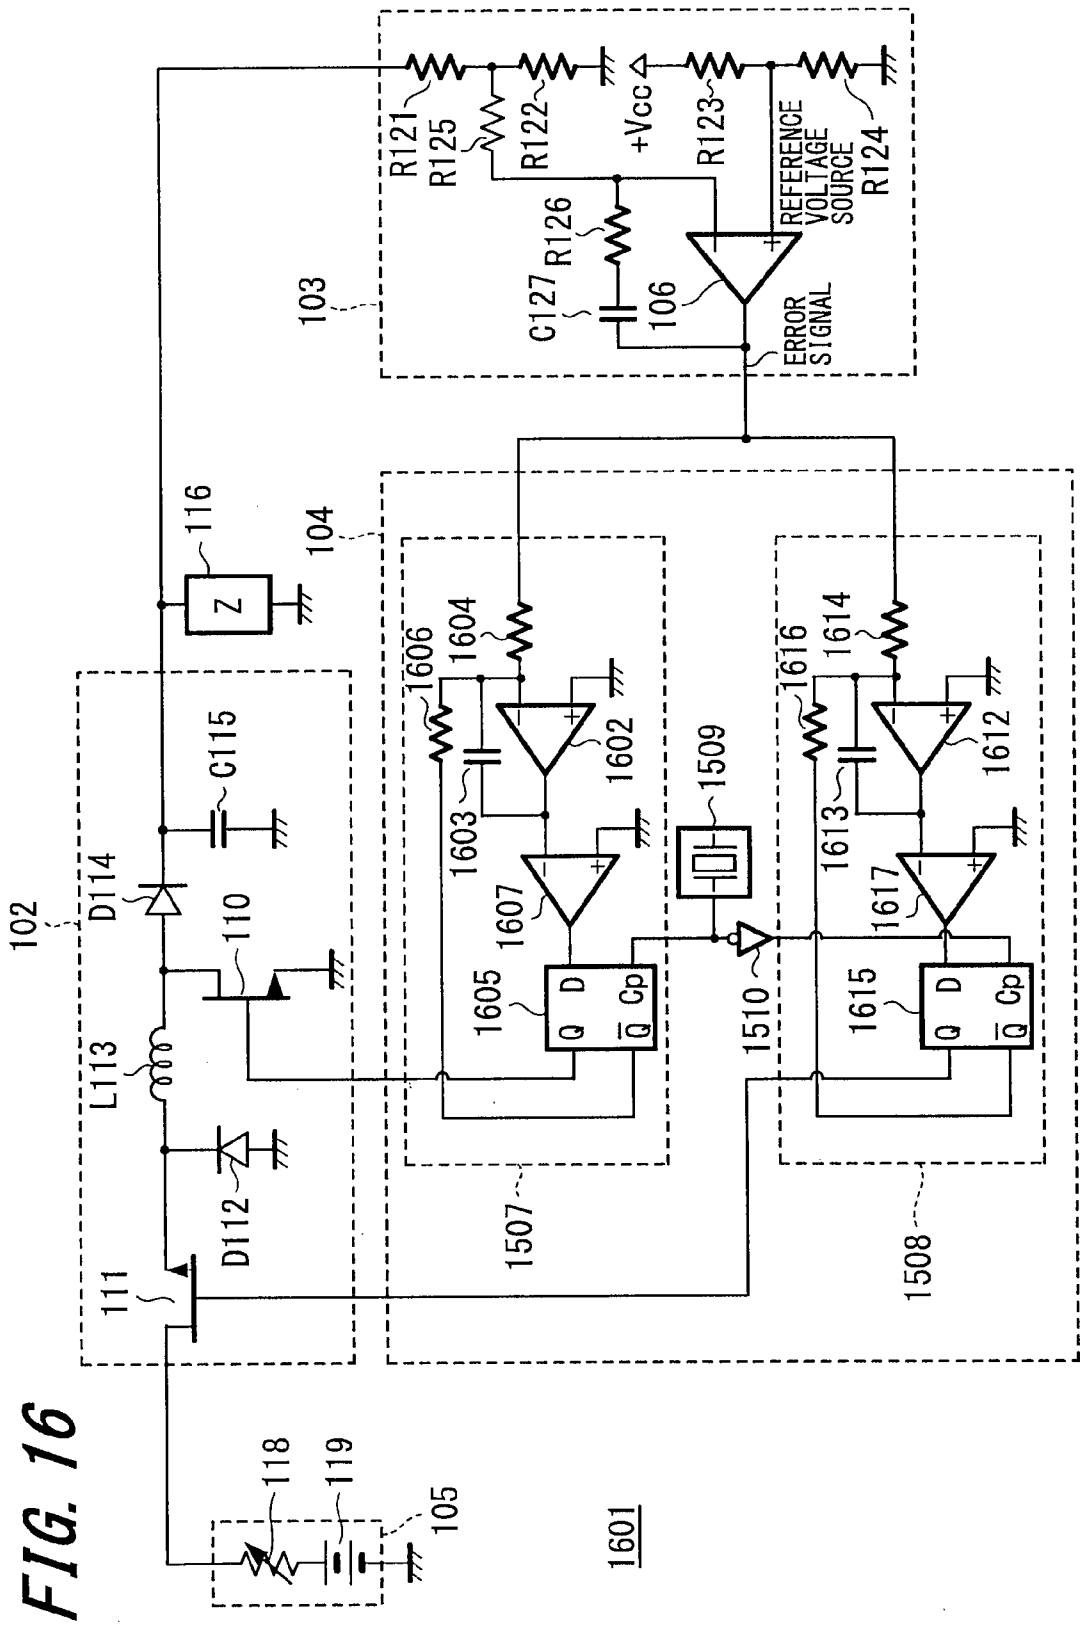 FIG. 16
102
111
L113
D114
D112
110
C115
116
Z
118
119
105
104
103
R121
R125
R122
+Vcc
R123
R126
C127
106
−
+
REFERENCE
VOLTAGE
SOURCE
R124
ERROR
SIGNAL
1507
1605
Q
D
Q
Cp
1607
−
+
1603
1606
1604
−
+
1602
1510
1509
1508
1615
Q
D
Q
Cp
1617
−
+
1613
1616
1614
−
+
1612
1601